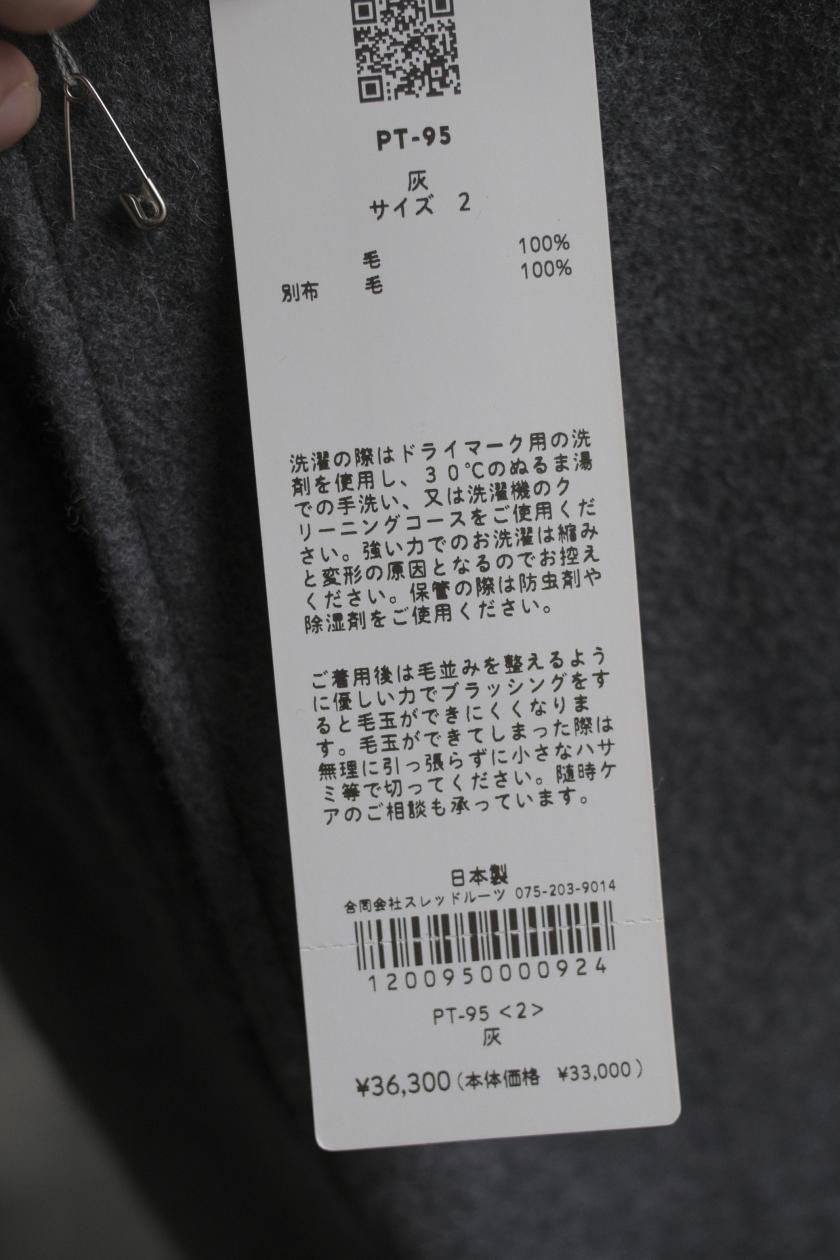 PT-95
灰
サイズ 2
毛 100%
別布 毛 100%
洗濯の際はドライマーク用の洗
剤を使用し、30℃のぬるま湯
での手洗い、又は洗濯機のク
リーニングコースをご使用くだ
さい。強い力でのお洗濯は縮み
と変形の原因となるのでお控え
ください。保管の際は防虫剤や
除湿剤をご使用ください。
ご着用後は毛並みを整えるよう
に優しい力でブラッシングをす
ると毛玉ができにくくなりま
す。毛玉ができてしまった際は
無理に引っ張らずに小さなハサ
ミ等で切ってください。随時ケ
アのご相談も承っています。
日本製
合同会社スレッドルーツ 075-203-9014
1200950000924
PT-95 <2>
灰
¥36,300(本体価格 ¥33,000)